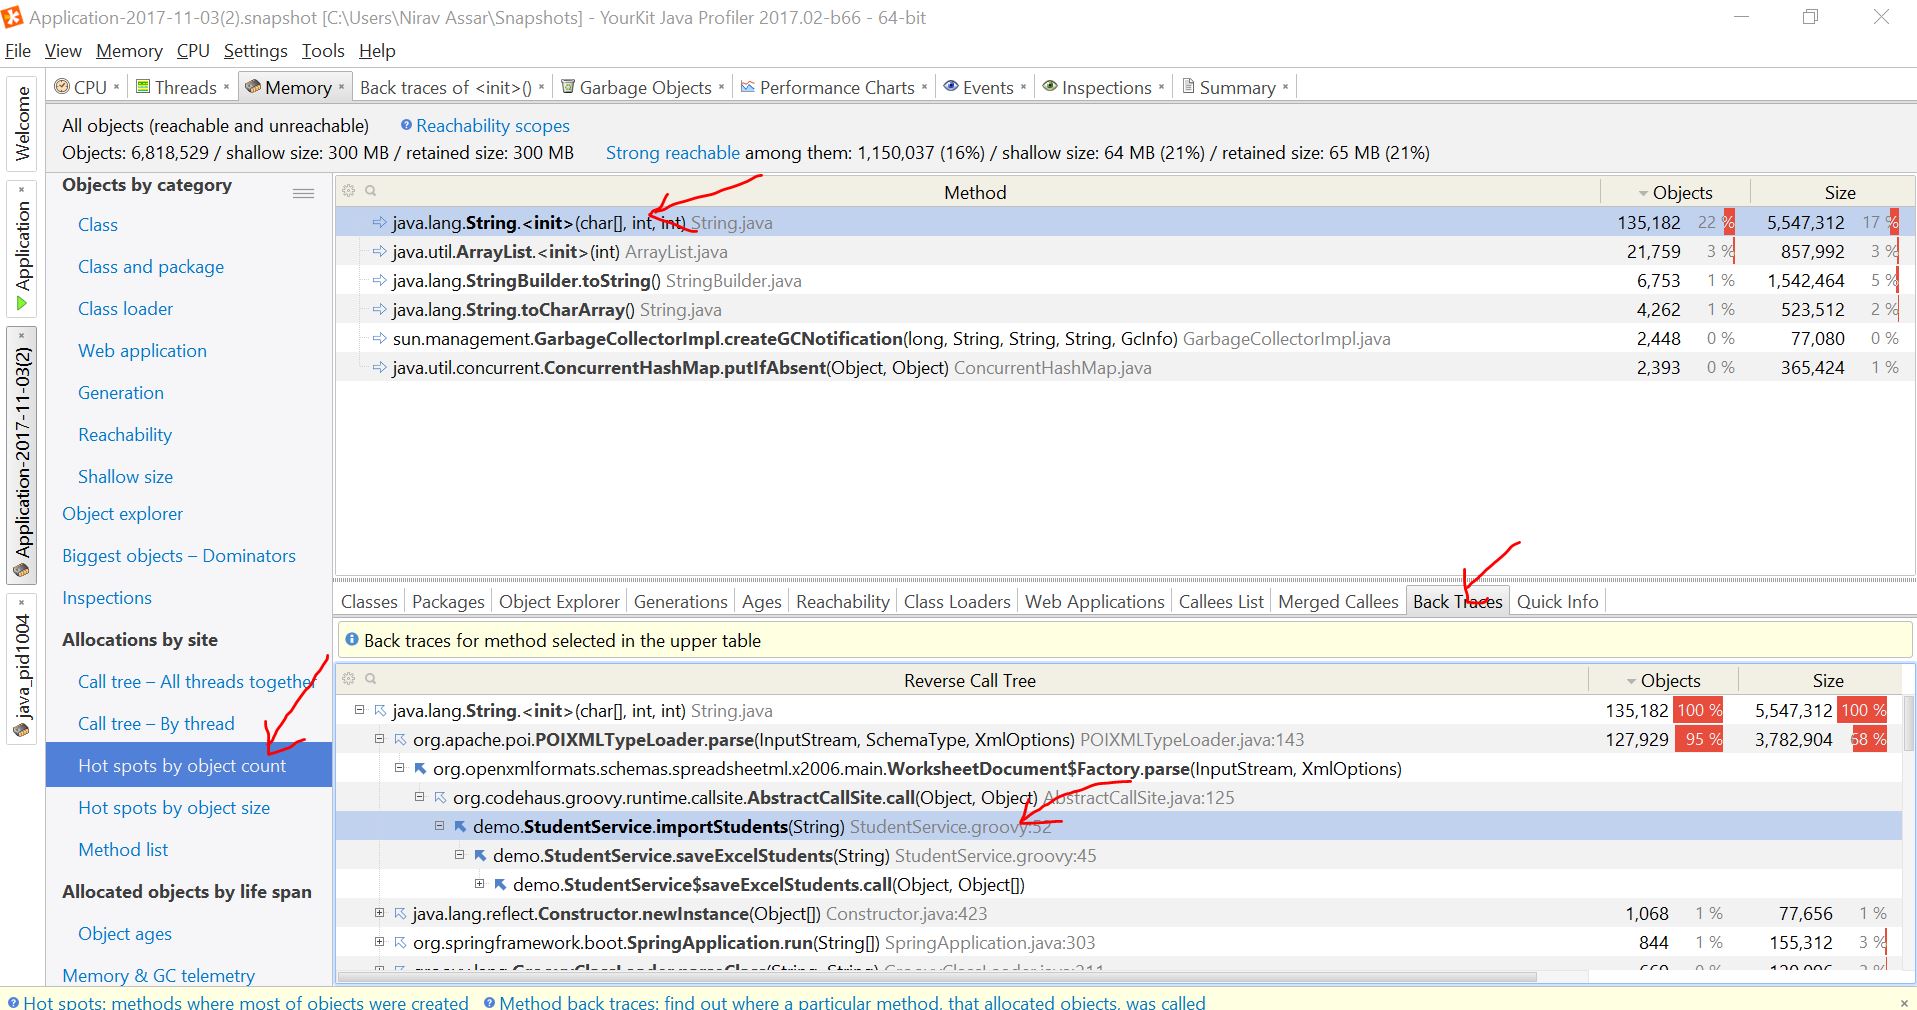 Application-2017-11-03(2).snapshot [C:\Users\Nirav Assar\Snapshots] - YourKit Java Profiler 2017.02-b66 - 64-bit
File View Memory CPU Settings Tools Help
CPU Threads Memory Back traces of <init>() Garbage Objects Performance Charts Events Inspections Summary
Welcome
Application
Application-2017-11-03(2)
java_pid1004
All objects (reachable and unreachable) Reachability scopes
Objects: 6,818,529 / shallow size: 300 MB / retained size: 300 MB Strong reachable among them: 1,150,037 (16%) / shallow size: 64 MB (21%) / retained size: 65 MB (21%)
Objects by category
Class
Class and package
Class loader
Web application
Generation
Reachability
Shallow size
Object explorer
Biggest objects – Dominators
Inspections
Allocations by site
Call tree – All threads together
Call tree – By thread
Hot spots by object count
Hot spots by object size
Method list
Allocated objects by life span
Object ages
Memory & GC telemetry
Method Objects Size
java.lang.String.<init>(char[], int, int) String.java 135,182 22 % 5,547,312 17 %
java.util.ArrayList.<init>(int) ArrayList.java 21,759 3 % 857,992 3 %
java.lang.StringBuilder.toString() StringBuilder.java 6,753 1 % 1,542,464 5 %
java.lang.String.toCharArray() String.java 4,262 1 % 523,512 2 %
sun.management.GarbageCollectorImpl.createGCNotification(long, String, String, String, GcInfo) GarbageCollectorImpl.java 2,448 0 % 77,080 0 %
java.util.concurrent.ConcurrentHashMap.putIfAbsent(Object, Object) ConcurrentHashMap.java 2,393 0 % 365,424 1 %
Classes Packages Object Explorer Generations Ages Reachability Class Loaders Web Applications Callees List Merged Callees Back Traces Quick Info
Back traces for method selected in the upper table
Reverse Call Tree Objects Size
java.lang.String.<init>(char[], int, int) String.java 135,182 100 % 5,547,312 100 %
org.apache.poi.POIXMLTypeLoader.parse(InputStream, SchemaType, XmlOptions) POIXMLTypeLoader.java:143 127,929 95 % 3,782,904 68 %
org.openxmlformats.schemas.spreadsheetml.x2006.main.WorksheetDocument$Factory.parse(InputStream, XmlOptions)
org.codehaus.groovy.runtime.callsite.AbstractCallSite.call(Object, Object) AbstractCallSite.java:125
demo.StudentService.importStudents(String) StudentService.groovy:52
demo.StudentService.saveExcelStudents(String) StudentService.groovy:45
demo.StudentService$saveExcelStudents.call(Object, Object[])
java.lang.reflect.Constructor.newInstance(Object[]) Constructor.java:423 1,068 1 % 77,656 1 %
org.springframework.boot.SpringApplication.run(String[]) SpringApplication.java:303 844 1 % 155,312 3 %
Hot spots: methods where most of objects were created Method back traces: find out where a particular method, that allocated objects, was called